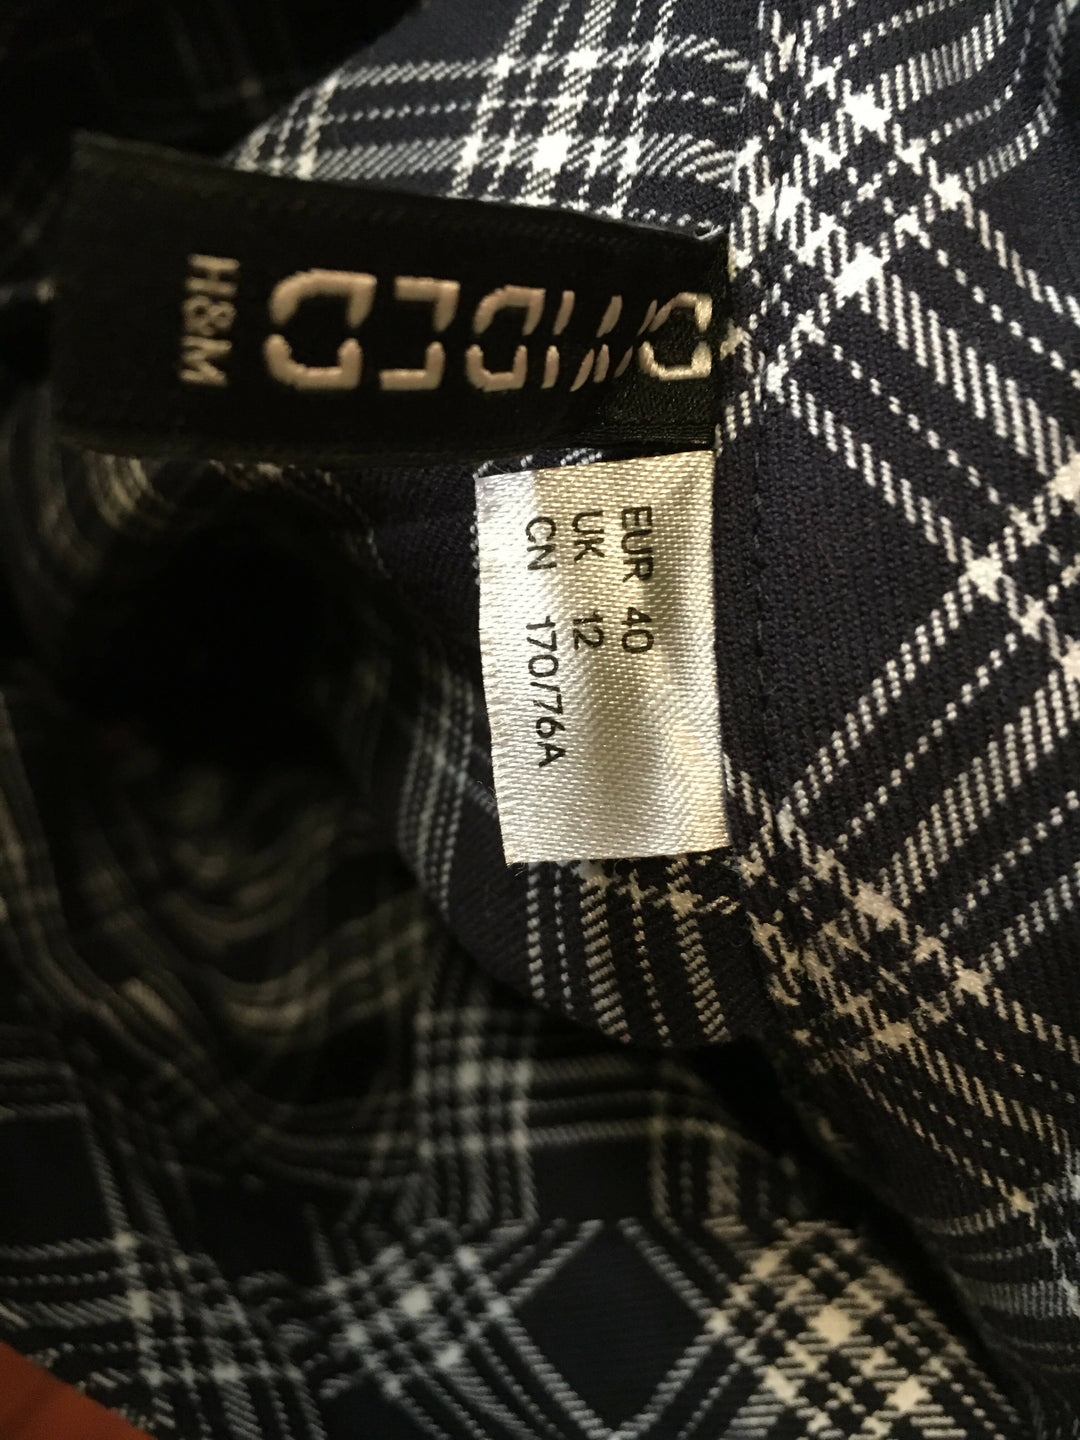 DIVIDED
H&M
EUR 40
UK 12
CN 170/76A